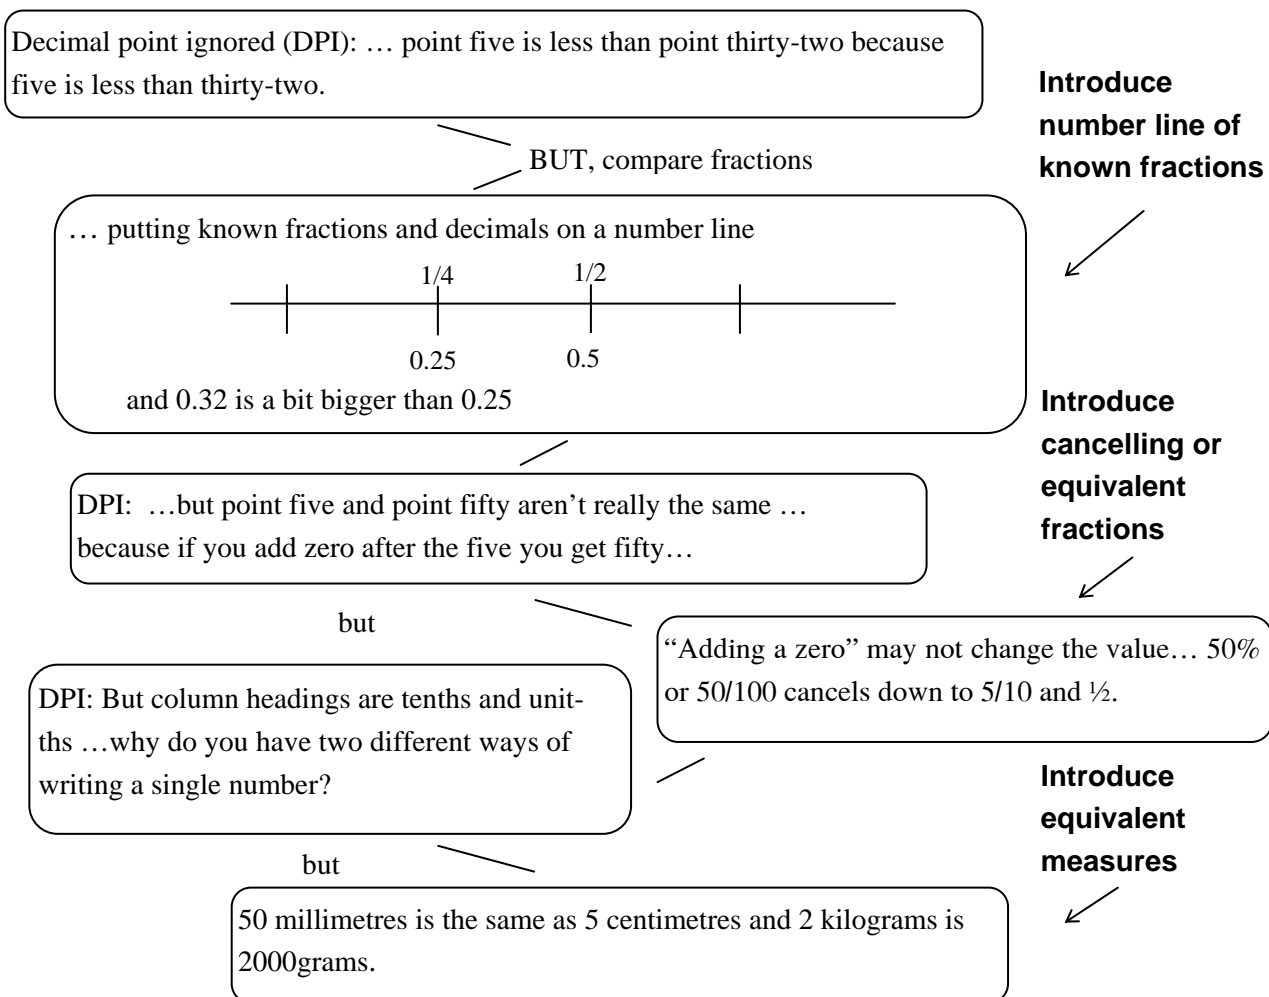 Decimal point ignored (DPI): … point five is less than point thirty-two because
five is less than thirty-two.
Introduce
number line of
known fractions
BUT, compare fractions
… putting known fractions and decimals on a number line
1/4 1/2
0.25 0.5
and 0.32 is a bit bigger than 0.25
Introduce
cancelling or
equivalent
fractions
DPI: …but point five and point fifty aren’t really the same …
because if you add zero after the five you get fifty…
but
“Adding a zero” may not change the value… 50%
or 50/100 cancels down to 5/10 and ½.
DPI: But column headings are tenths and unit-
ths …why do you have two different ways of
writing a single number?
Introduce
equivalent
measures
but
50 millimetres is the same as 5 centimetres and 2 kilograms is
2000grams.